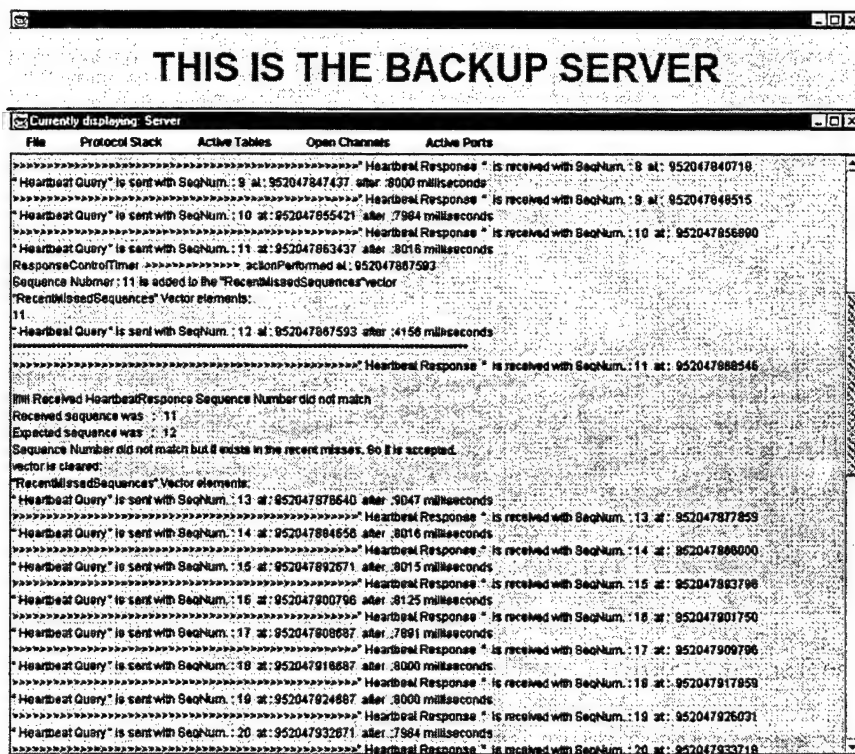 THIS IS THE BACKUP SERVER
Currently displaying: Server
File Protocol Stack Active Tables Open Channels Active Ports
>>>>>>>>>>>>>>>>>>>>>>>>>>>>>>>>>>>>>>>>>>>>>>>>>>>>" Heartbeat Response " is received with SeqNum. : 8 at : 952047840718
" Heartbeat Query" is sent with SeqNum. : 9 at : 952047847437 after :8000 milliseconds
>>>>>>>>>>>>>>>>>>>>>>>>>>>>>>>>>>>>>>>>>>>>>>>>>>>>" Heartbeat Response " is received with SeqNum. : 9 at : 952047848515
" Heartbeat Query" is sent with SeqNum. : 10 at :952047855421 after :7984 milliseconds
>>>>>>>>>>>>>>>>>>>>>>>>>>>>>>>>>>>>>>>>>>>>>>>>>>>>" Heartbeat Response " is received with SeqNum. : 10 at : 952047856890
" Heartbeat Query" is sent with SeqNum. : 11 at :952047863437 after :8016 milliseconds
ResponseControlTimer >>>>>>>>>>>>>> actionPerformed at : 952047867593
Sequence Nubmer : 11 is added to the "RecentMissedSequences"vector
"RecentMissedSequences" Vector elements:
11
" Heartbeat Query" is sent with SeqNum. : 12 at :952047867593 after :4156 milliseconds
>>>>>>>>>>>>>>>>>>>>>>>>>>>>>>>>>>>>>>>>>>>>>>>>>>>>" Heartbeat Response " is received with SeqNum. : 11 at : 952047868546
!!!!! Received HeartbeatResponce Sequence Number did not match
Received sequence was : 11
Expected sequence was : 12
Sequence Number did not match but it exists in the recent misses. So it is accepted.
vector is cleared:
"RecentMissedSequences" Vector elements:
" Heartbeat Query" is sent with SeqNum. : 13 at :952047876640 after :9047 milliseconds
>>>>>>>>>>>>>>>>>>>>>>>>>>>>>>>>>>>>>>>>>>>>>>>>>>>>" Heartbeat Response " is received with SeqNum. : 13 at : 952047877859
" Heartbeat Query" is sent with SeqNum. : 14 at :952047884656 after :8016 milliseconds
>>>>>>>>>>>>>>>>>>>>>>>>>>>>>>>>>>>>>>>>>>>>>>>>>>>>" Heartbeat Response " is received with SeqNum. : 14 at : 952047886000
" Heartbeat Query" is sent with SeqNum. : 15 at :952047892671 after :8015 milliseconds
>>>>>>>>>>>>>>>>>>>>>>>>>>>>>>>>>>>>>>>>>>>>>>>>>>>>" Heartbeat Response " is received with SeqNum. : 15 at : 952047893796
" Heartbeat Query" is sent with SeqNum. : 16 at :952047900796 after :8125 milliseconds
>>>>>>>>>>>>>>>>>>>>>>>>>>>>>>>>>>>>>>>>>>>>>>>>>>>>" Heartbeat Response " is received with SeqNum. : 16 at : 952047901750
" Heartbeat Query" is sent with SeqNum. : 17 at :952047908687 after :7891 milliseconds
>>>>>>>>>>>>>>>>>>>>>>>>>>>>>>>>>>>>>>>>>>>>>>>>>>>>" Heartbeat Response " is received with SeqNum. : 17 at : 952047909796
" Heartbeat Query" is sent with SeqNum. : 18 at :952047916687 after :8000 milliseconds
>>>>>>>>>>>>>>>>>>>>>>>>>>>>>>>>>>>>>>>>>>>>>>>>>>>>" Heartbeat Response " is received with SeqNum. : 18 at : 952047917859
" Heartbeat Query" is sent with SeqNum. : 19 at :952047924687 after :8000 milliseconds
>>>>>>>>>>>>>>>>>>>>>>>>>>>>>>>>>>>>>>>>>>>>>>>>>>>>" Heartbeat Response " is received with SeqNum. : 19 at : 952047926031
" Heartbeat Query" is sent with SeqNum. : 20 at :952047932671 after :7984 milliseconds
>>>>>>>>>>>>>>>>>>>>>>>>>>>>>>>>>>>>>>>>>>>>>>>>>>>>" Heartbeat Response " is received with SeqNum. : 20 at : 952047933718